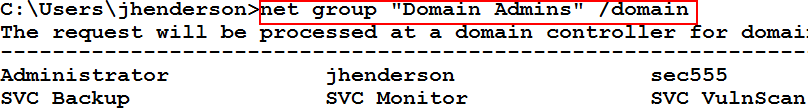 C:\Users\jhenderson>net group "Domain Admins" /domain
The request will be processed at a domain controller for domai
-----------------------------------------------------------------
Administrator jhenderson sec555
SVC Backup SVC Monitor SVC VulnScan